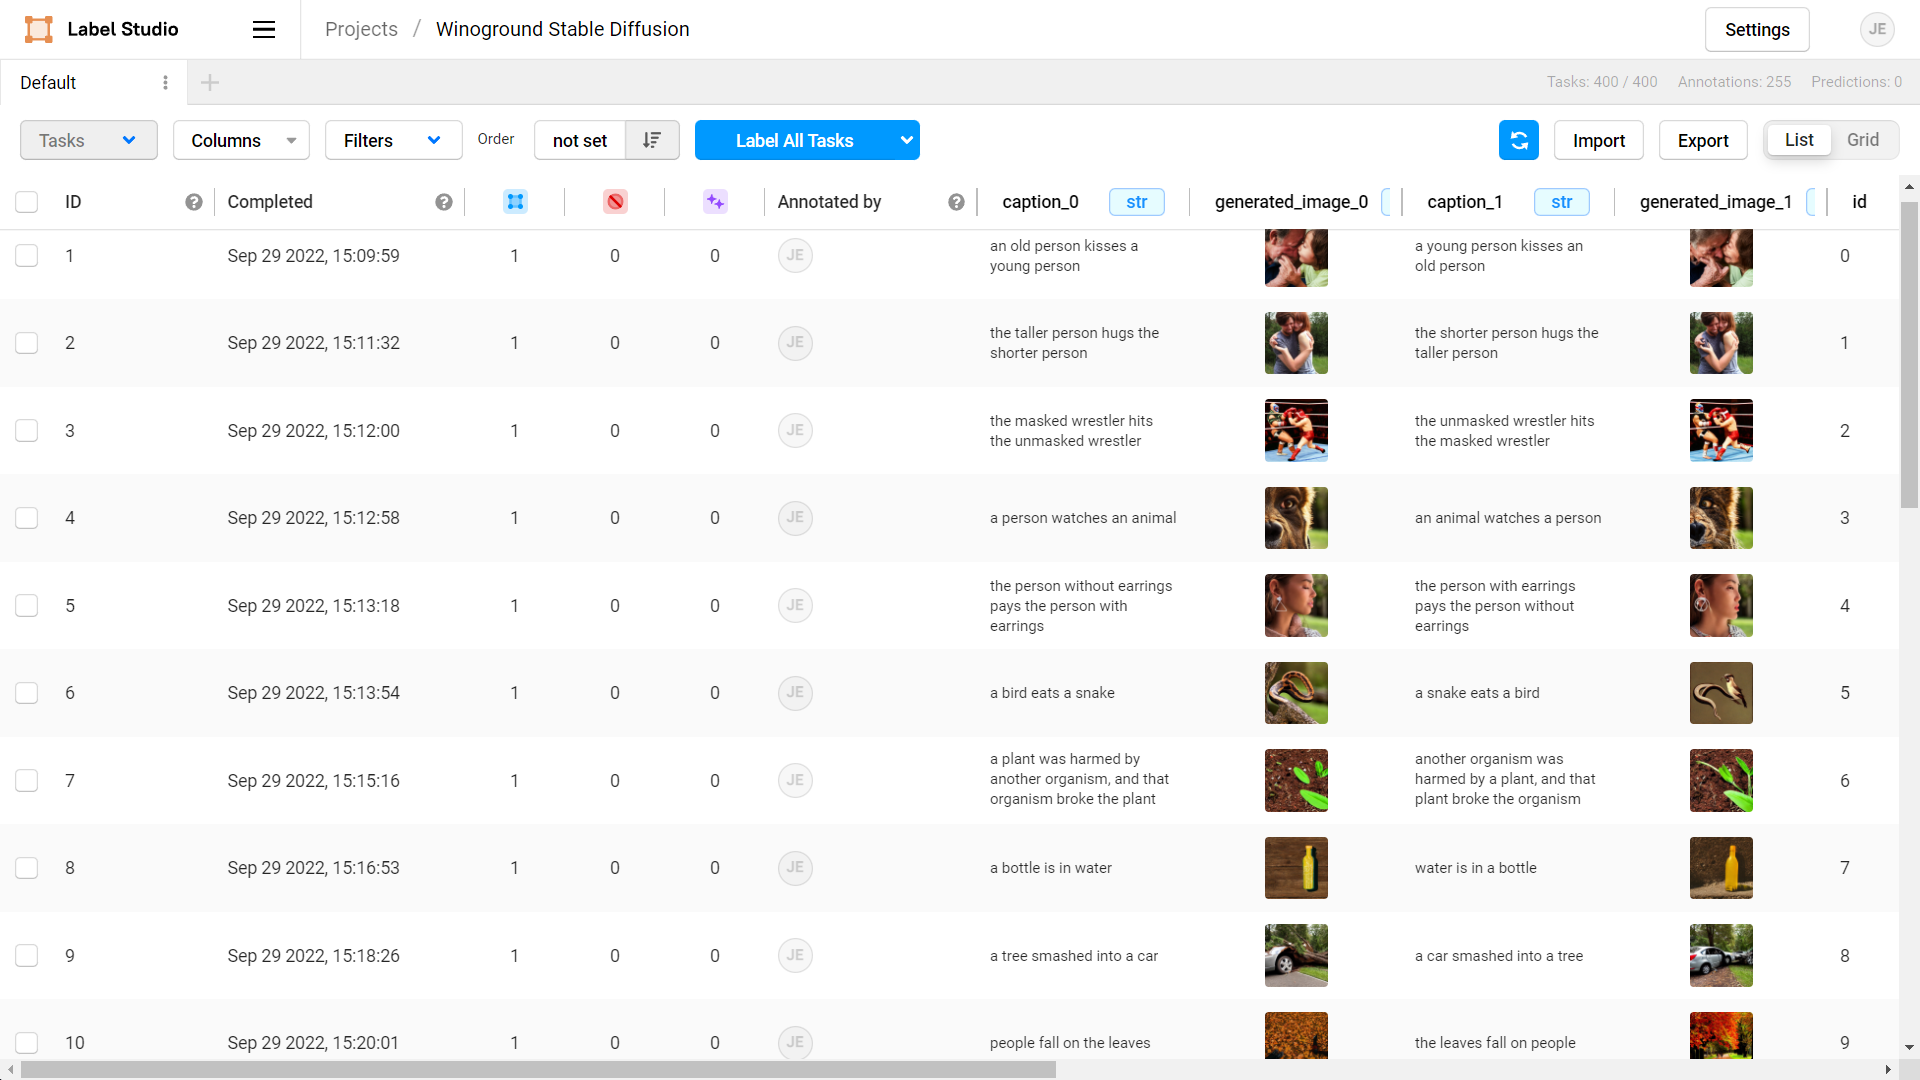 Label Studio
Projects / Winoground Stable Diffusion
Settings
JE
Default
Tasks: 400 / 400 Annotations: 255 Predictions: 0
Tasks Columns Filters Order not set Label All Tasks Import Export List Grid
ID Completed Annotated by caption_0 str generated_image_0 caption_1 str generated_image_1 id
1 Sep 29 2022, 15:09:59 1 0 0 JE an old person kisses a a young person kisses an 0
young person old person
2 Sep 29 2022, 15:11:32 1 0 0 JE the taller person hugs the the shorter person hugs the 1
shorter person taller person
3 Sep 29 2022, 15:12:00 1 0 0 JE the masked wrestler hits the unmasked wrestler hits 2
the unmasked wrestler the masked wrestler
4 Sep 29 2022, 15:12:58 1 0 0 JE a person watches an animal an animal watches a person 3
5 Sep 29 2022, 15:13:18 1 0 0 JE the person without earrings the person with earrings 4
pays the person with pays the person without
earrings earrings
6 Sep 29 2022, 15:13:54 1 0 0 JE a bird eats a snake a snake eats a bird 5
7 Sep 29 2022, 15:15:16 1 0 0 JE a plant was harmed by another organism was 6
another organism, and that harmed by a plant, and that
organism broke the plant plant broke the organism
8 Sep 29 2022, 15:16:53 1 0 0 JE a bottle is in water water is in a bottle 7
9 Sep 29 2022, 15:18:26 1 0 0 JE a tree smashed into a car a car smashed into a tree 8
10 Sep 29 2022, 15:20:01 1 0 0 JE people fall on the leaves the leaves fall on people 9